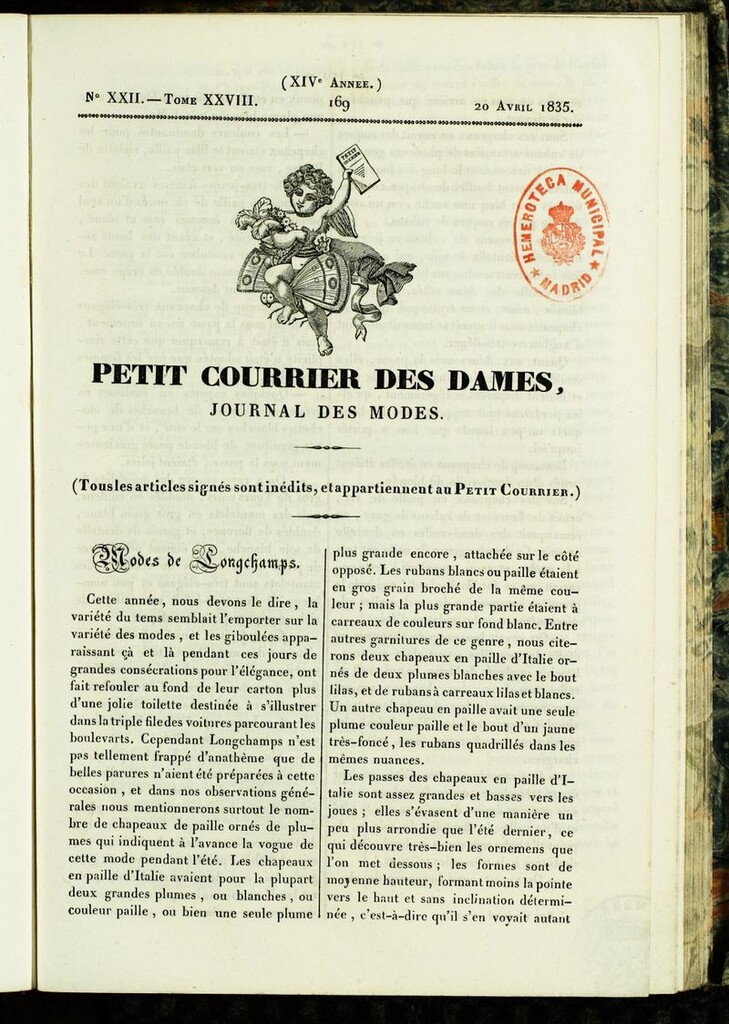 (XIVe ANNEE.)
No XXII. — TOME XXVIII. 169 20 AVRIL 1835.
PETIT
HEMEROTECA MUNICIPAL
MADRID
PETIT COURRIER DES DAMES,
JOURNAL DES MODES.
(Tous les articles signés sont inédits, et appartiennent au PETIT COURRIER.)
Modes de Longchamps.
Cette année, nous devons le dire, la
variété du tems semblait l'emporter sur la
variété des modes, et les giboulées appa-
raissant çà et là pendant ces jours de
grandes consécrations pour l'élégance, ont
fait refouler au fond de leur carton plus
d'une jolie toilette destinée à s'illustrer
dans la triple file des voitures parcourant les
boulevarts. Cependant Longchamps n'est
pas tellement frappé d'anathème que de
belles parures n'aient été préparées à cette
occasion, et dans nos observations géné-
rales nous mentionnerons surtout le nom-
bre de chapeaux de paille ornés de plu-
mes qui indiquent à l'avance la vogue de
cette mode pendant l'été. Les chapeaux
en paille d'Italie avaient pour la plupart
deux grandes plumes, ou blanches, ou
couleur paille, ou bien une seule plume
plus grande encore, attachée sur le côté
opposé. Les rubans blancs ou paille étaient
en gros grain broché de la même cou-
leur; mais la plus grande partie étaient à
carreaux de couleurs sur fond blanc. Entre
autres garnitures de ce genre, nous cite-
rons deux chapeaux en paille d'Italie or-
nés de deux plumes blanches avec le bout
lilas, et de rubans à carreaux lilas et blancs.
Un autre chapeau en paille avait une seule
plume couleur paille et le bout d'un jaune
très-foncé, les rubans quadrillés dans les
mêmes nuances.
Les passes des chapeaux en paille d'I-
talie sont assez grandes et basses vers les
joues; elles s'évasent d'une manière un
peu plus arrondie que l'été dernier, ce
qui découvre très-bien les ornemens que
l'on met dessous; les formes sont de
moyenne hauteur, formant moins la pointe
vers le haut et sans inclination détermi-
née, c'est-à-dire qu'il s'en voyait autant